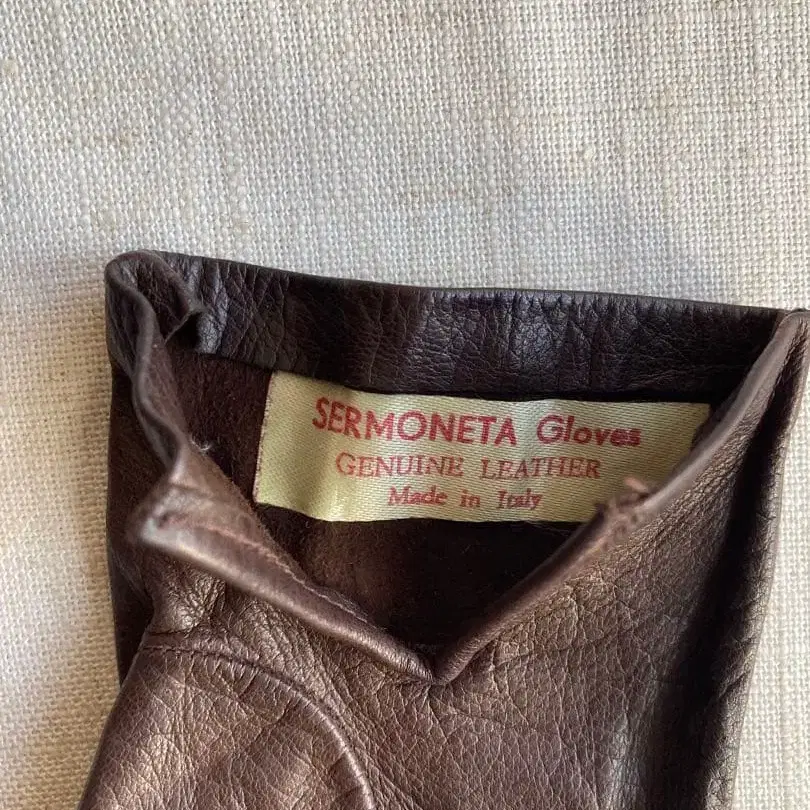 SERMONETA Gloves
GENUINE LEATHER
Made in Italy